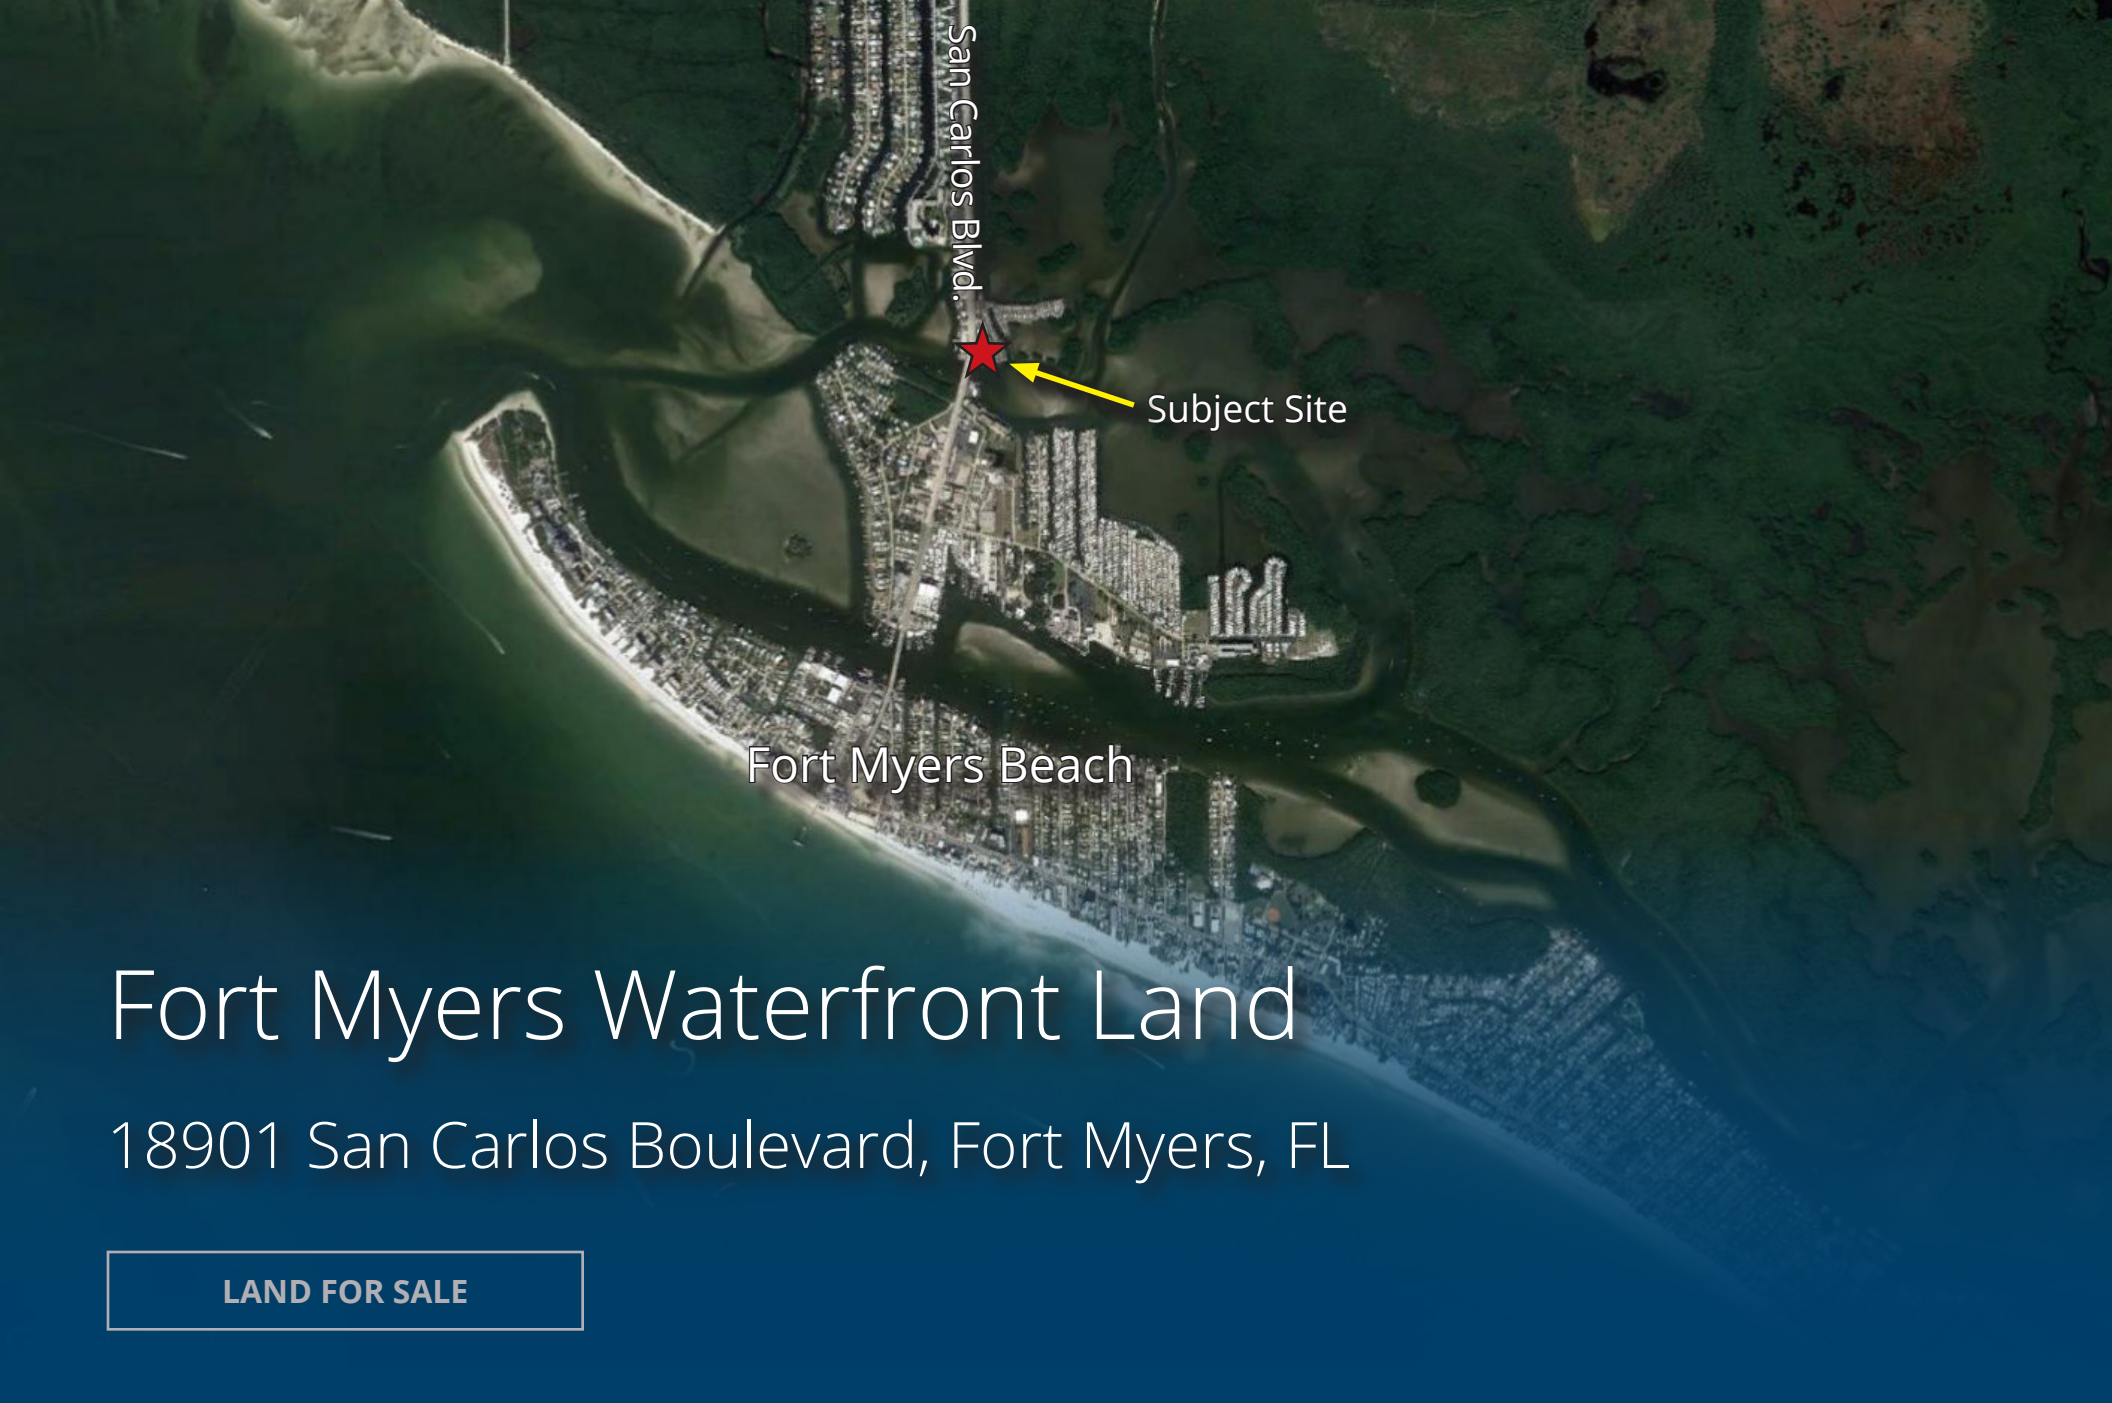 San Carlos Blvd.
Subject Site
Fort Myers Beach
Fort Myers Waterfront Land
18901 San Carlos Boulevard, Fort Myers, FL
LAND FOR SALE